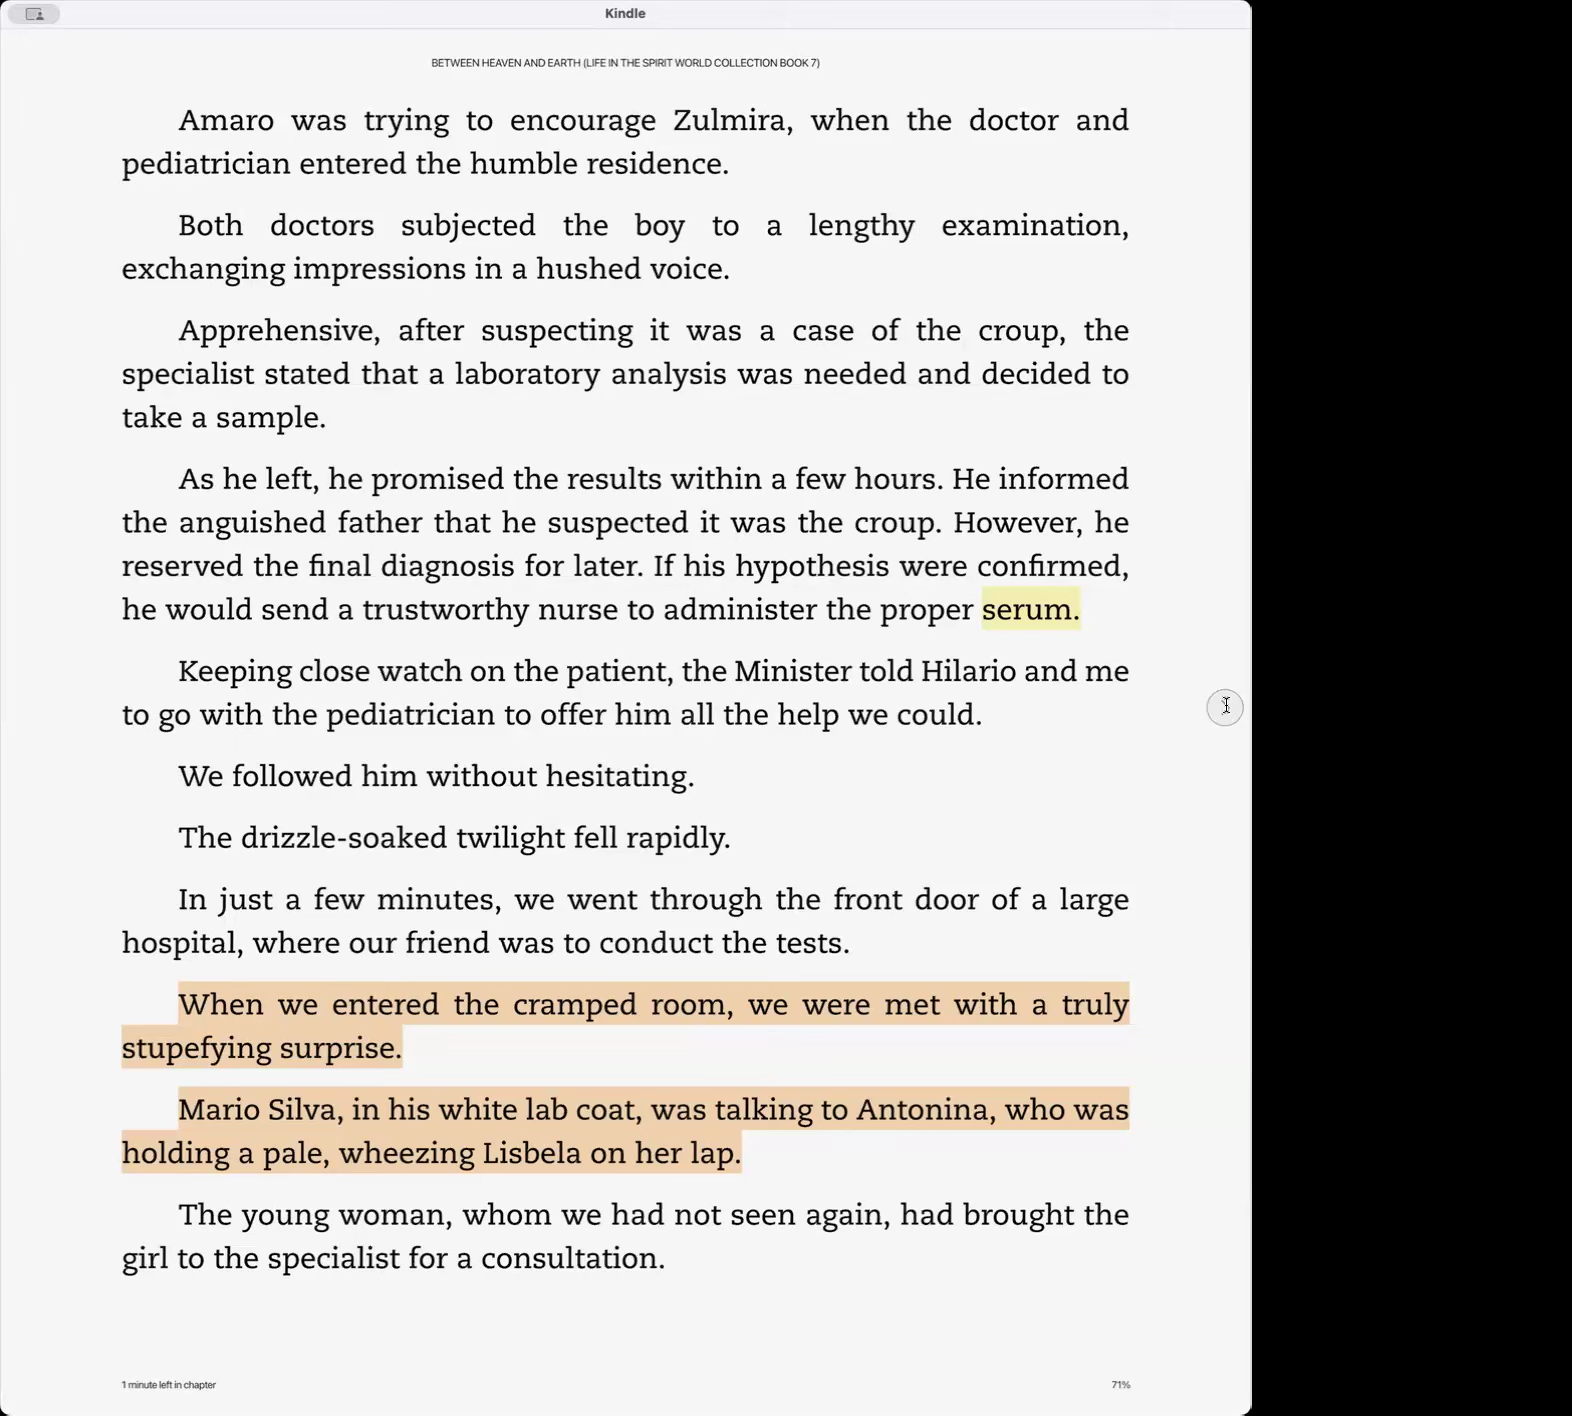 Kindle
BETWEEN HEAVEN AND EARTH (LIFE IN THE SPIRIT WORLD COLLECTION BOOK 7)
Amaro was trying to encourage Zulmira, when the doctor and
pediatrician entered the humble residence.
Both doctors subjected the boy to a lengthy examination,
exchanging impressions in a hushed voice.
Apprehensive, after suspecting it was a case of the croup, the
specialist stated that a laboratory analysis was needed and decided to
take a sample.
As he left, he promised the results within a few hours. He informed
the anguished father that he suspected it was the croup. However, he
reserved the final diagnosis for later. If his hypothesis were confirmed,
he would send a trustworthy nurse to administer the proper serum.
Keeping close watch on the patient, the Minister told Hilario and me
to go with the pediatrician to offer him all the help we could.
We followed him without hesitating.
The drizzle-soaked twilight fell rapidly.
In just a few minutes, we went through the front door of a large
hospital, where our friend was to conduct the tests.
When we entered the cramped room, we were met with a truly
stupefying surprise.
Mario Silva, in his white lab coat, was talking to Antonina, who was
holding a pale, wheezing Lisbela on her lap.
The young woman, whom we had not seen again, had brought the
girl to the specialist for a consultation.
1 minute left in chapter
71%